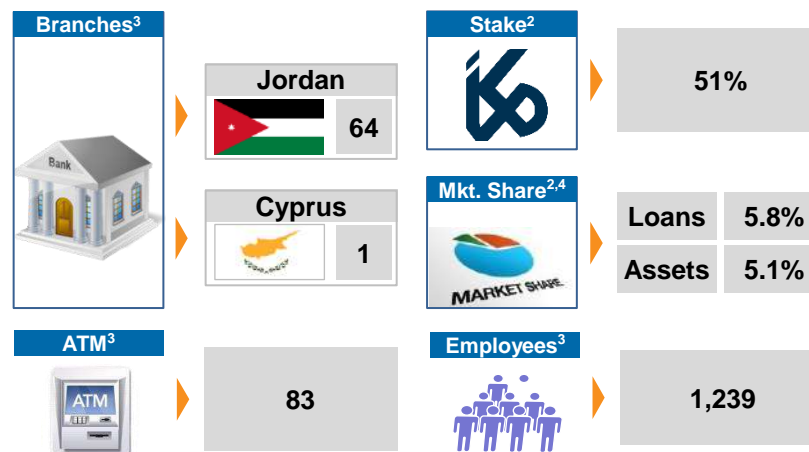 Branches3
Bank
Jordan
64
Cyprus
1
Stake2
51%
Mkt. Share2,4
MARKET SHARE
Loans 5.8%
Assets 5.1%
ATM3
ATM
83
Employees3
1,239